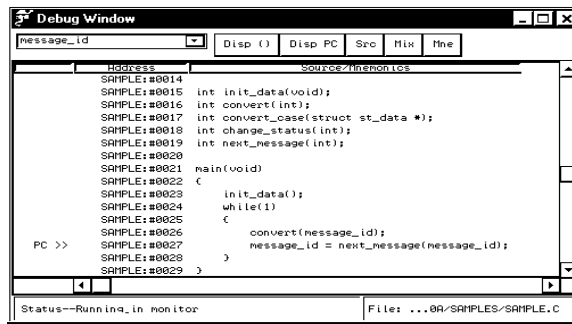 Debug Window
message_id Disp () Disp PC Src Mix Mne
Address Source/Mnemonics
SAMPLE:#0014
SAMPLE:#0015 int init_data(void);
SAMPLE:#0016 int convert(int);
SAMPLE:#0017 int convert_case(struct st_data *);
SAMPLE:#0018 int change_status(int);
SAMPLE:#0019 int next_message(int);
SAMPLE:#0020
SAMPLE:#0021 main(void)
SAMPLE:#0022 {
SAMPLE:#0023 init_data();
SAMPLE:#0024 while(1)
SAMPLE:#0025 {
SAMPLE:#0026 convert(message_id);
PC >> SAMPLE:#0027 message_id = next_message(message_id);
SAMPLE:#0028 }
SAMPLE:#0029 }
Status--Running in monitor File: ...0A/SAMPLES/SAMPLE.C